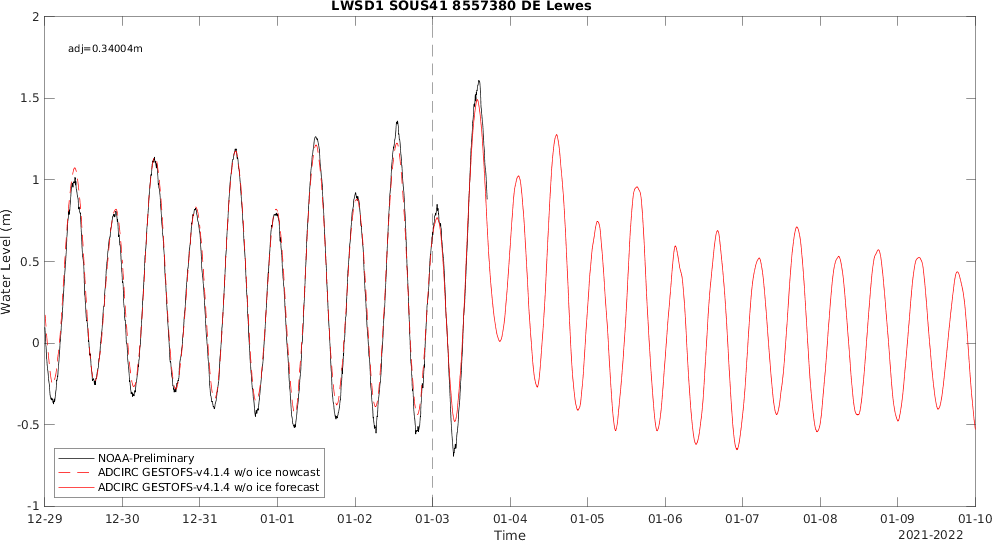 LWSD1 SOUS41 8557380 DE Lewes
adj=0.34004m
2
1.5
1
0.5
0
-0.5
-1
Water Level (m)
NOAA-Preliminary
ADCIRC GESTOFS-v4.1.4 w/o ice nowcast
ADCIRC GESTOFS-v4.1.4 w/o ice forecast
12-29 12-30 12-31 01-01 01-02 01-03 01-04 01-05 01-06 01-07 01-08 01-09 01-10
Time
2021-2022